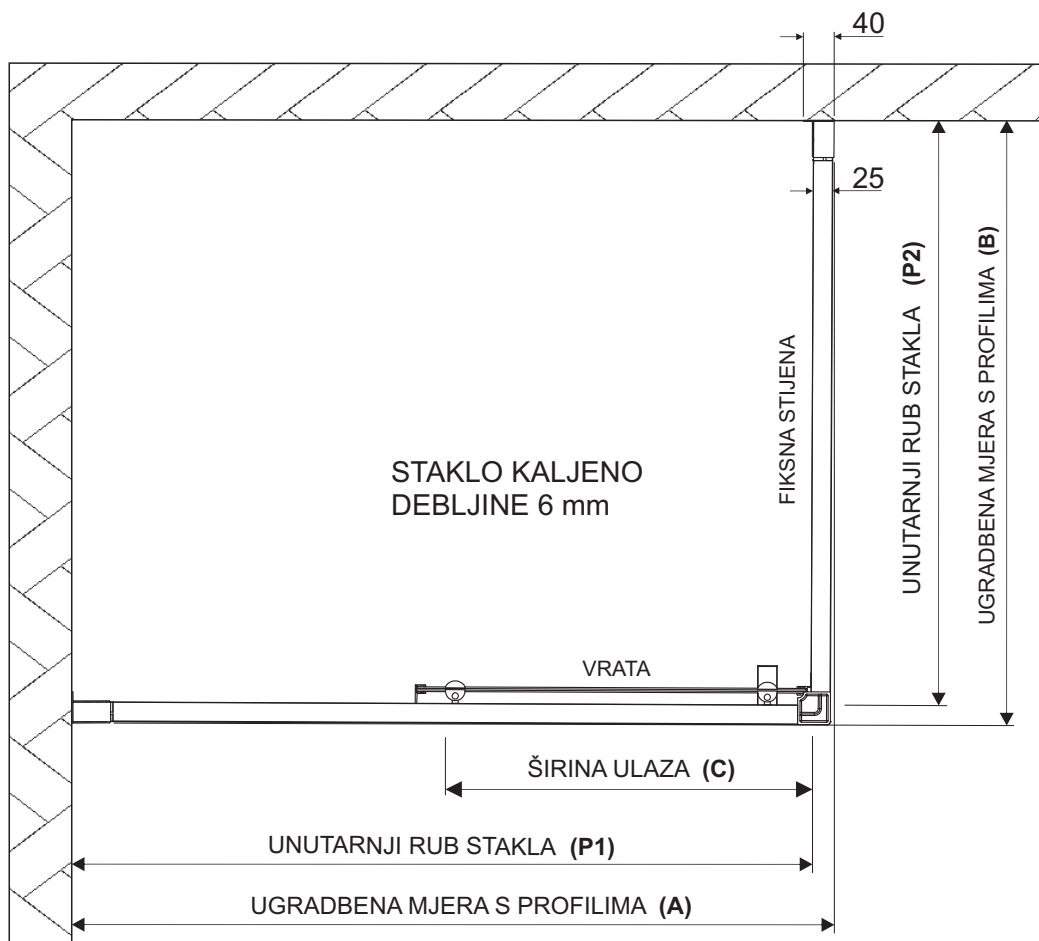 40
25
UNUTARNJI RUB STAKLA (P2)
UGRADBENA MJERA S PROFILIMA (B)
FIKSNA STIJENA
STAKLO KALJENO
DEBLJINE 6 mm
VRATA
ŠIRINA ULAZA (C)
UNUTARNJI RUB STAKLA (P1)
UGRADBENA MJERA S PROFILIMA (A)